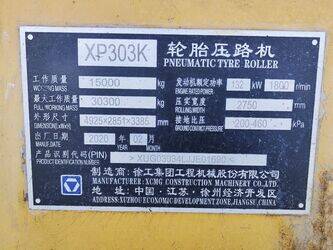 XP303K 轮胎压路机
PNEUMATIC TYRE ROLLER
工作质量 15000 kg 发动机额定功率 132 kW 1800 r/min
WORKING MASS ENGINE RATED POWER
最大工作质量 30300 kg 压实宽度 2750 mm
MAX. WORKING MASS
外形尺寸 4925×2851×3385 mm 接地比压 200-460 kPa
DIMENSIONS(LxWxH) GROUND CONTACT PRESSURE
出厂日期 2020 年 02 月
MANUF.DATE YEAR MONTH
产品识别代码(PIN)
制造商:徐工集团工程机械股份有限公司
MANUFACTURER: XCMG CONSTRUCTION MACHINERY CO.,LTD.
地址:中国·江苏·徐州经济开发区
ADDRESS:XUZHOU ECONOMIC DEVELOPMENT ZONE,JIANGSU,CHINA